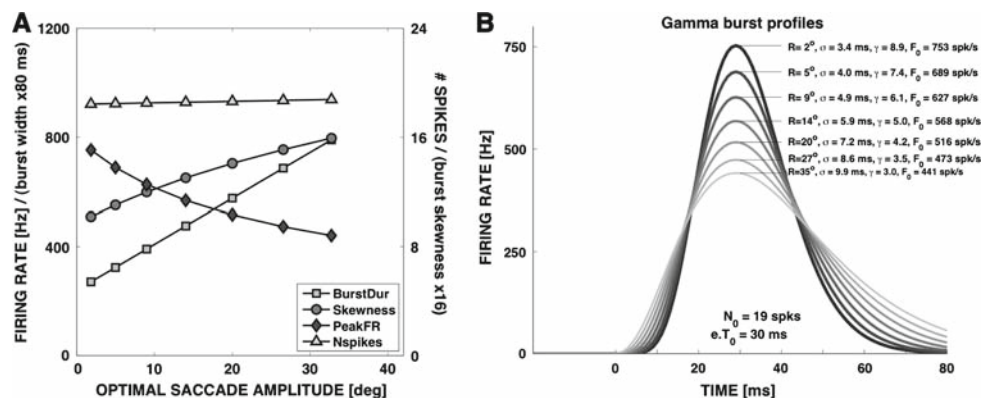 A
1200
800
400
0
FIRING RATE [Hz] / (burst width x80 ms)
24
16
8
0
# SPIKES / (burst skewness x16)
BurstDur
Skewness
PeakFR
Nspikes
0 10 20 30 40
OPTIMAL SACCADE AMPLITUDE [deg]
B
Gamma burst profiles
750
500
250
0
FIRING RATE [Hz]
R= 2°, σ = 3.4 ms, γ = 8.9, F0 = 753 spk/s
R= 5°, σ = 4.0 ms, γ = 7.4, F0 = 689 spk/s
R= 9°, σ = 4.9 ms, γ = 6.1, F0 = 627 spk/s
R=14°, σ = 5.9 ms, γ = 5.0, F0 = 568 spk/s
R=20°, σ = 7.2 ms, γ = 4.2, F0 = 516 spk/s
R=27°, σ = 8.6 ms, γ = 3.5, F0 = 473 spk/s
R=35°, σ = 9.9 ms, γ = 3.0, F0 = 441 spk/s
N0 = 19 spks
e.T0 = 30 ms
0 20 40 60 80
TIME [ms]